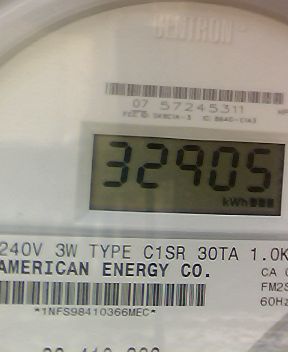 CENTRON
07 57245311
32905
kWh
240V 3W TYPE C1SR 30TA 1.0K
AMERICAN ENERGY CO.
CA
FM2S
60Hz
*1NFS98410366MEC*